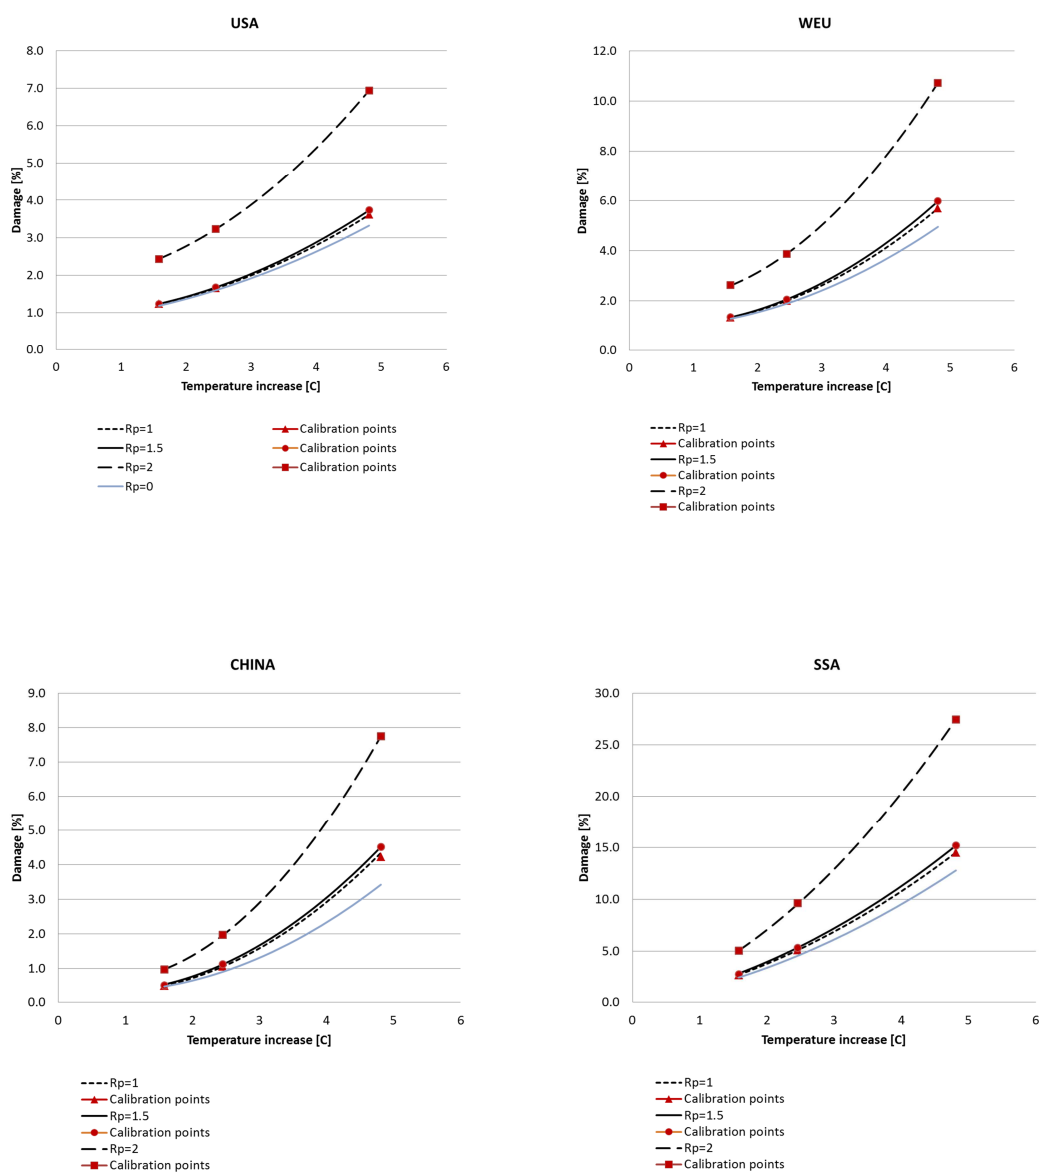 USA
8.0
7.0
6.0
5.0
4.0
3.0
2.0
1.0
0.0
Damage [%]
0 1 2 3 4 5 6
Temperature increase [C]
Rp=1 Calibration points
Rp=1.5 Calibration points
Rp=2 Calibration points
Rp=0
WEU
12.0
10.0
8.0
6.0
4.0
2.0
0.0
Damage [%]
0 1 2 3 4 5 6
Temperature increase [C]
Rp=1
Calibration points
Rp=1.5
Calibration points
Rp=2
Calibration points
CHINA
9.0
8.0
7.0
6.0
5.0
4.0
3.0
2.0
1.0
0.0
Damage [%]
0 1 2 3 4 5 6
Temperature increase [C]
Rp=1
Calibration points
Rp=1.5
Calibration points
Rp=2
Calibration points
SSA
30.0
25.0
20.0
15.0
10.0
5.0
0.0
Damage [%]
0 1 2 3 4 5 6
Temperature increase [C]
Rp=1
Calibration points
Rp=1.5
Calibration points
Rp=2
Calibration points